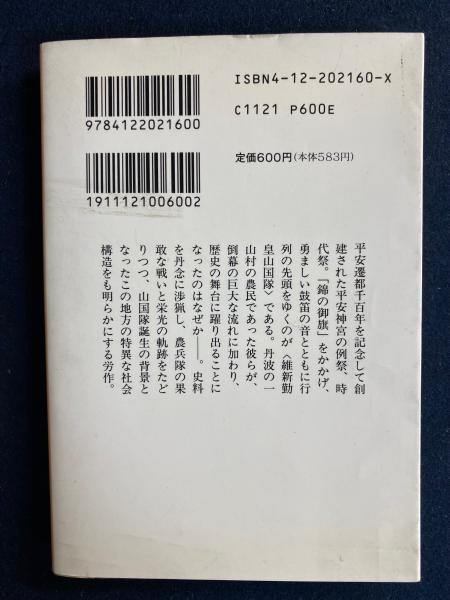 ISBN4-12-202160-X
C1121 P600E
9784122021600
定価600円(本体583円)
1911121006002
平安遷都千百年を記念して創
建された平安神宮の例祭、時
代祭。「錦の御旗」をかかげ、
勇ましい鼓笛の音とともに行
列の先頭をゆくのが〈維新勤
皇山国隊〉である。丹波の一
山村の農民であった彼らが、
倒幕の巨大な流れに加わり、
歴史の舞台に躍り出ることに
なったのはなぜか──。史料
を丹念に渉猟し、農兵隊の果
敢な戦いと栄光の軌跡をたど
りつつ、山国隊誕生の背景と
なったこの地方の特異な社会
構造をも明らかにする労作。